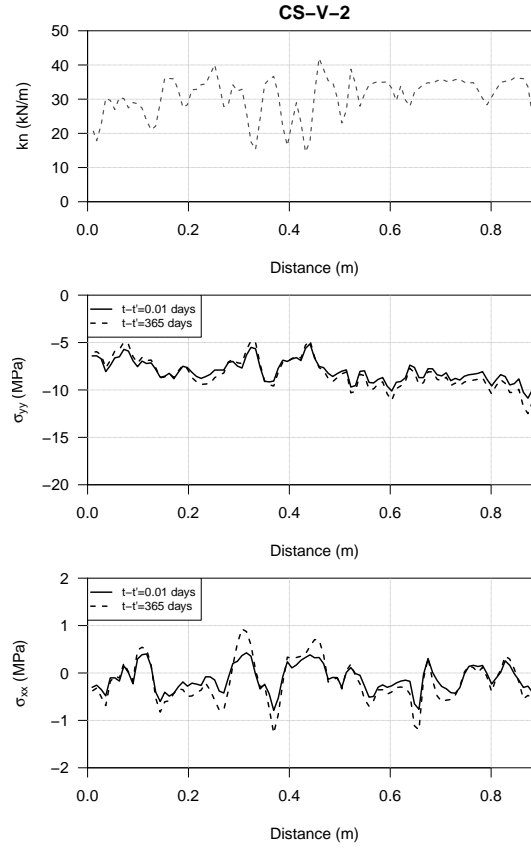 CS−V−2
kn (kN/m)
50
40
30
20
10
0
0.0 0.2 0.4 0.6 0.8
Distance (m)
σyy (MPa)
0
−5
−10
−15
−20
t−t'=0.01 days
t−t'=365 days
0.0 0.2 0.4 0.6 0.8
Distance (m)
σxx (MPa)
2
1
0
−1
−2
t−t'=0.01 days
t−t'=365 days
0.0 0.2 0.4 0.6 0.8
Distance (m)